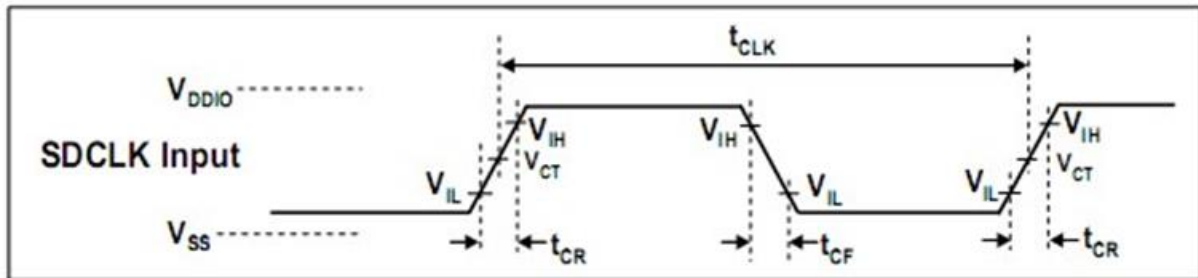 tCLK
VDDIO
VIH VIH VIH
SDCLK Input
VCT VCT
VIL VIL VIL
VSS
tCR tCF tCR